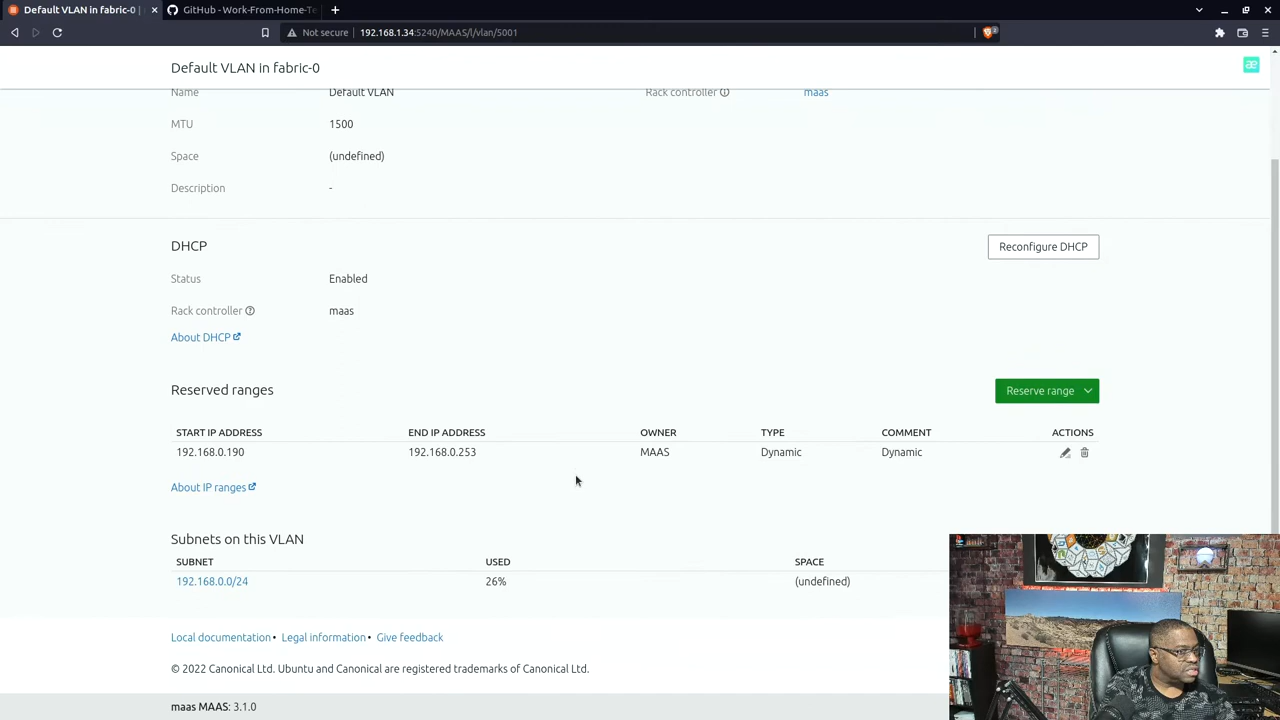 Default VLAN in fabric-0 |
GitHub - Work-From-Home-Te
Not secure 192.168.1.34:5240/MAAS/l/vlan/5001
Default VLAN in fabric-0
æ
Name Default VLAN Rack controller maas
MTU 1500
Space (undefined)
Description -
DHCP Reconfigure DHCP
Status Enabled
Rack controller maas
About DHCP
Reserved ranges Reserve range
START IP ADDRESS END IP ADDRESS OWNER TYPE COMMENT ACTIONS
192.168.0.190 192.168.0.253 MAAS Dynamic Dynamic
About IP ranges
Subnets on this VLAN
SUBNET USED SPACE
192.168.0.0/24 26% (undefined)
Local documentation • Legal information • Give feedback
© 2022 Canonical Ltd. Ubuntu and Canonical are registered trademarks of Canonical Ltd.
maas MAAS: 3.1.0